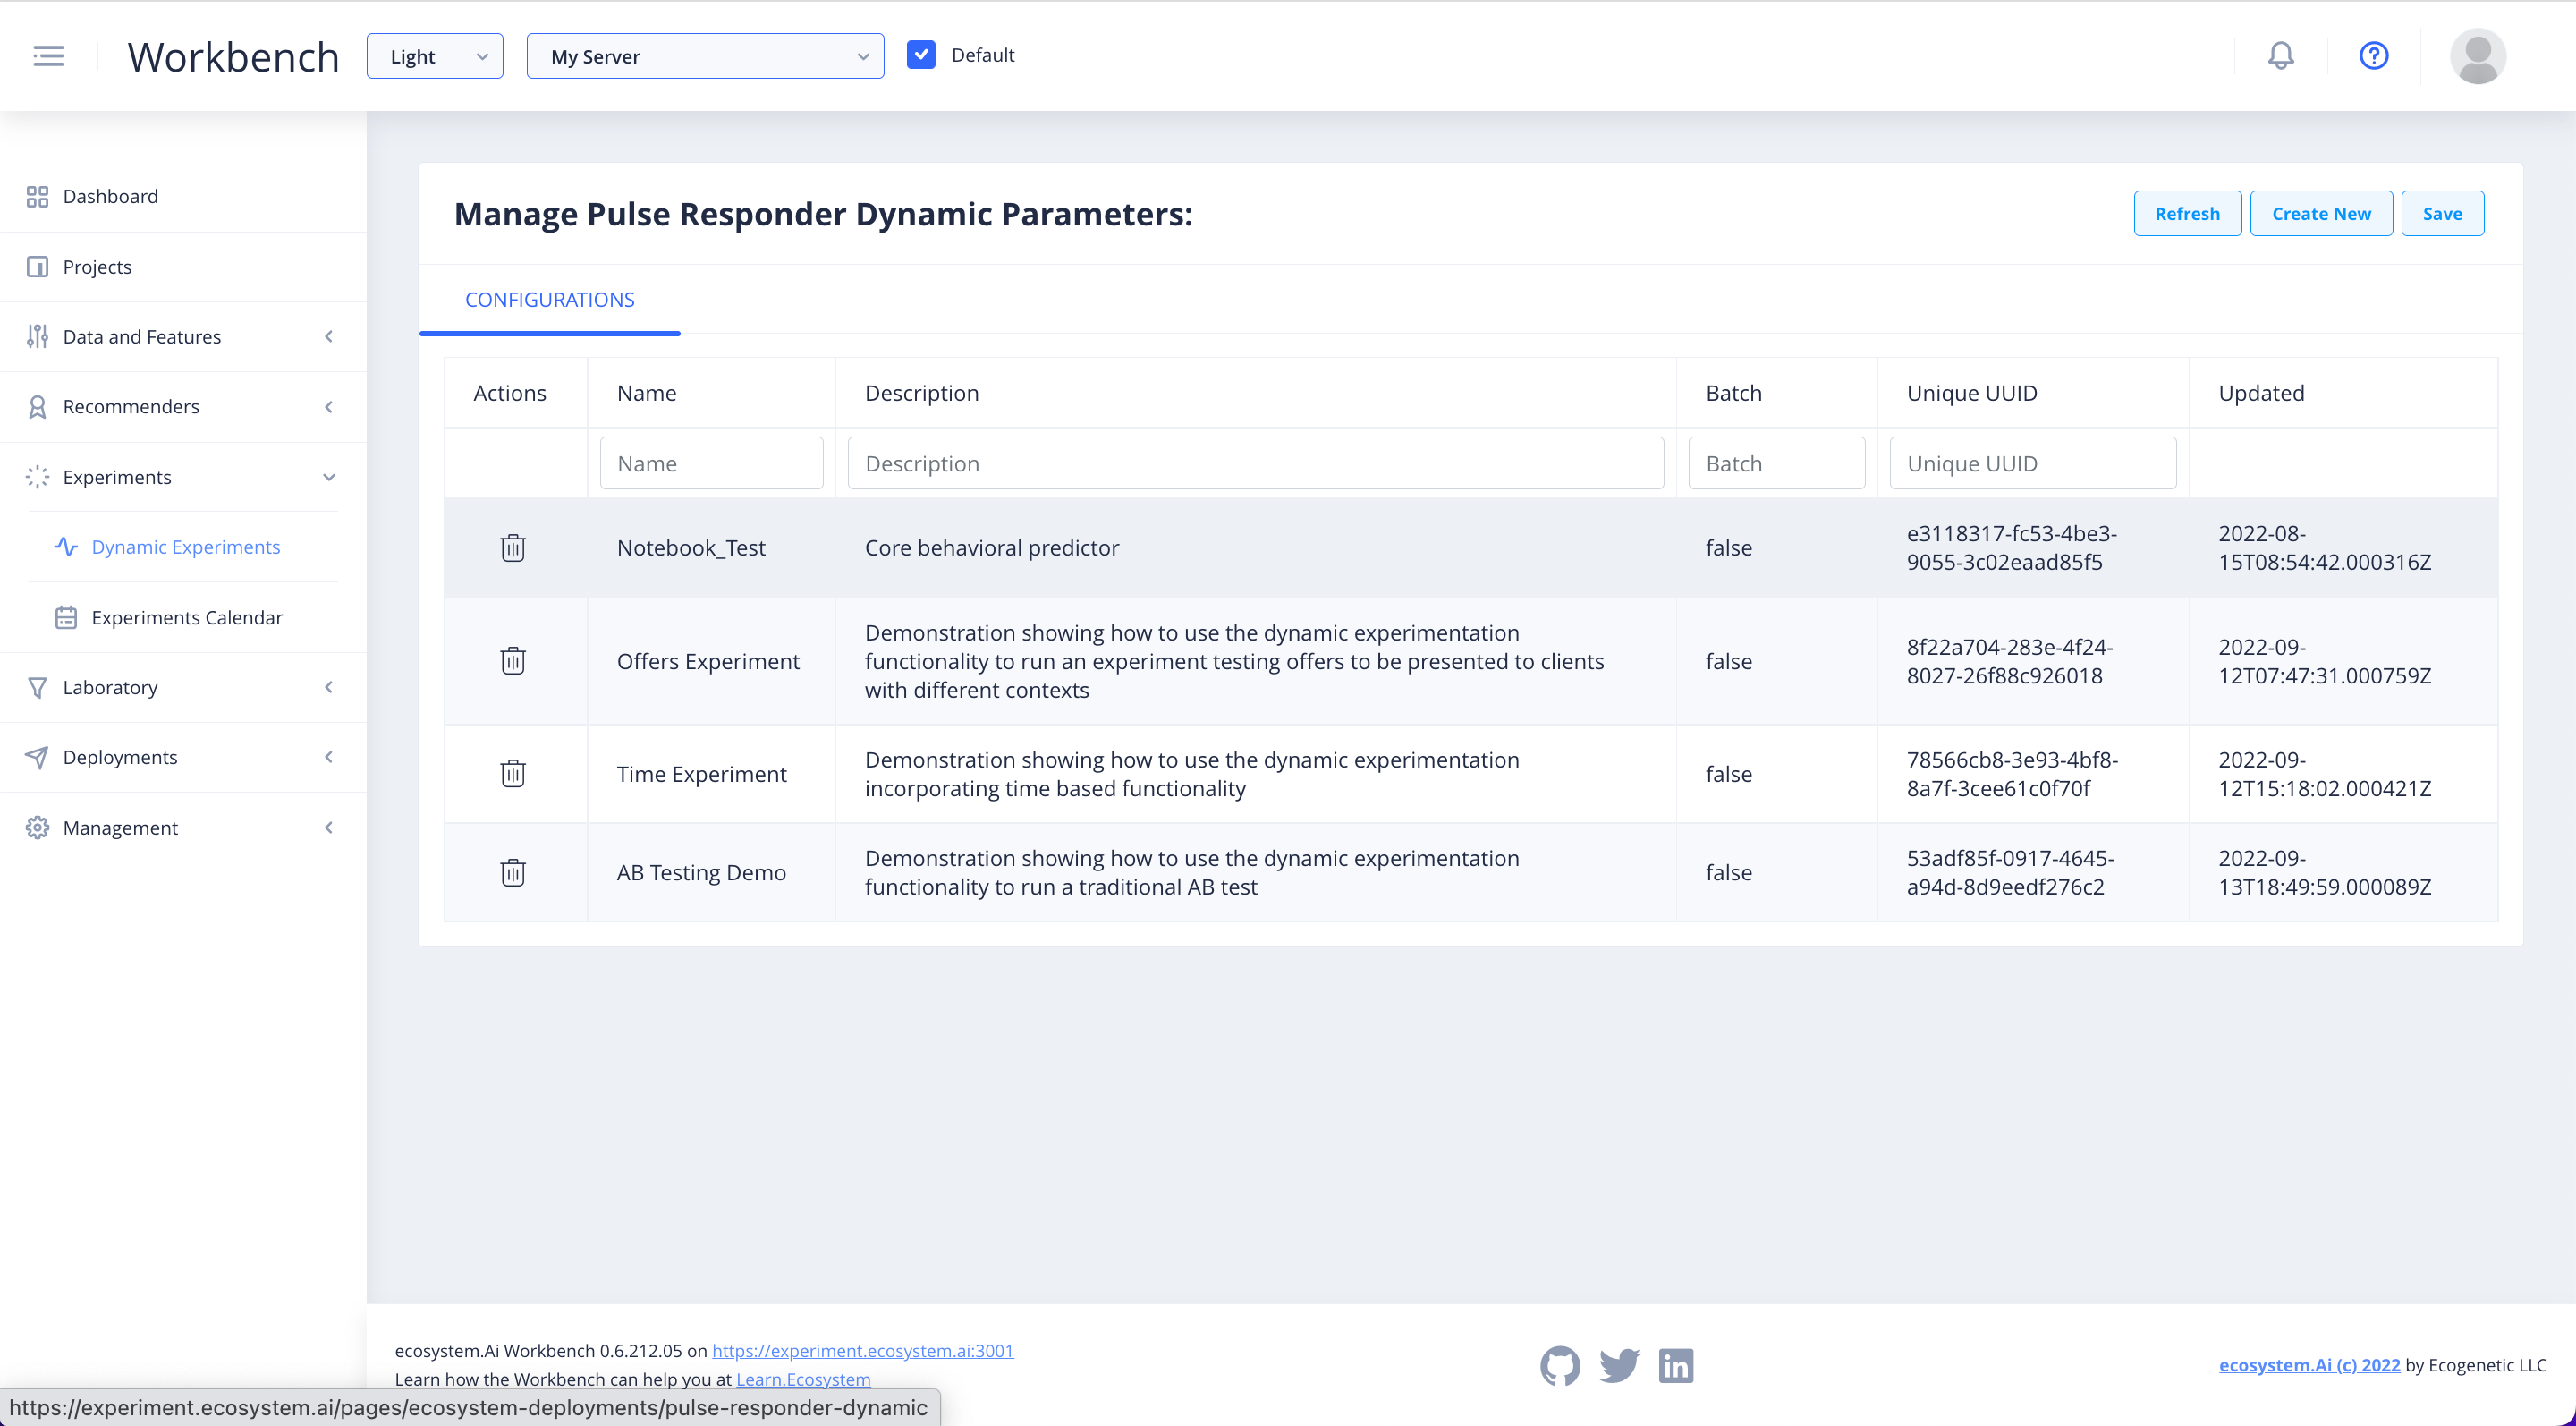 Workbench
Light
My Server
Default
Dashboard
Projects
Data and Features
Recommenders
Experiments
Dynamic Experiments
Experiments Calendar
Laboratory
Deployments
Management
Manage Pulse Responder Dynamic Parameters:
Refresh
Create New
Save
CONFIGURATIONS
Actions Name Description Batch Unique UUID Updated
Name Description Batch Unique UUID
Notebook_Test
Core behavioral predictor
false
e3118317-fc53-4be3-
9055-3c02eaad85f5
2022-08-
15T08:54:42.000316Z
Offers Experiment
Demonstration showing how to use the dynamic experimentation
functionality to run an experiment testing offers to be presented to clients
with different contexts
false
8f22a704-283e-4f24-
8027-26f88c926018
2022-09-
12T07:47:31.000759Z
Time Experiment
Demonstration showing how to use the dynamic experimentation
incorporating time based functionality
false
78566cb8-3e93-4bf8-
8a7f-3cee61c0f70f
2022-09-
12T15:18:02.000421Z
AB Testing Demo
Demonstration showing how to use the dynamic experimentation
functionality to run a traditional AB test
false
53adf85f-0917-4645-
a94d-8d9eedf276c2
2022-09-
13T18:49:59.000089Z
ecosystem.Ai Workbench 0.6.212.05 on https://experiment.ecosystem.ai:3001
Learn how the Workbench can help you at Learn.Ecosystem
ecosystem.Ai (c) 2022 by Ecogenetic LLC
https://experiment.ecosystem.ai/pages/ecosystem-deployments/pulse-responder-dynamic